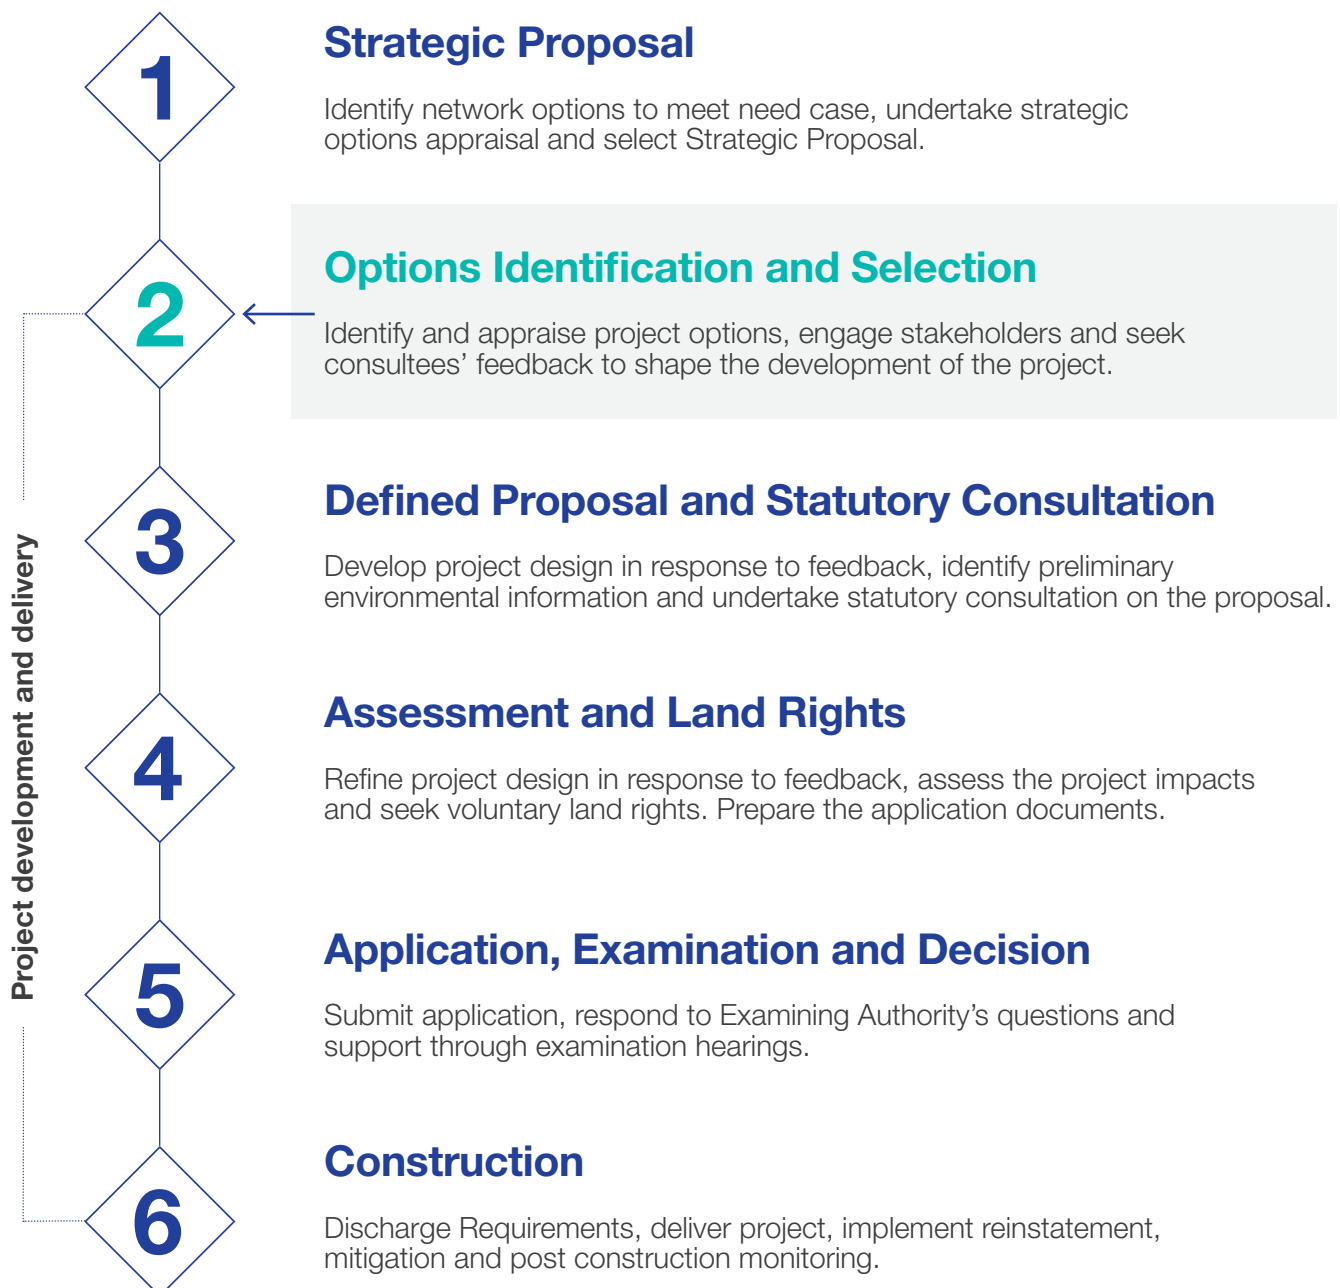 1
Strategic Proposal
Identify network options to meet need case, undertake strategic
options appraisal and select Strategic Proposal.
2
Options Identification and Selection
Identify and appraise project options, engage stakeholders and seek
consultees’ feedback to shape the development of the project.
Project development and delivery
3
Defined Proposal and Statutory Consultation
Develop project design in response to feedback, identify preliminary
environmental information and undertake statutory consultation on the proposal.
4
Assessment and Land Rights
Refine project design in response to feedback, assess the project impacts
and seek voluntary land rights. Prepare the application documents.
5
Application, Examination and Decision
Submit application, respond to Examining Authority’s questions and
support through examination hearings.
6
Construction
Discharge Requirements, deliver project, implement reinstatement,
mitigation and post construction monitoring.